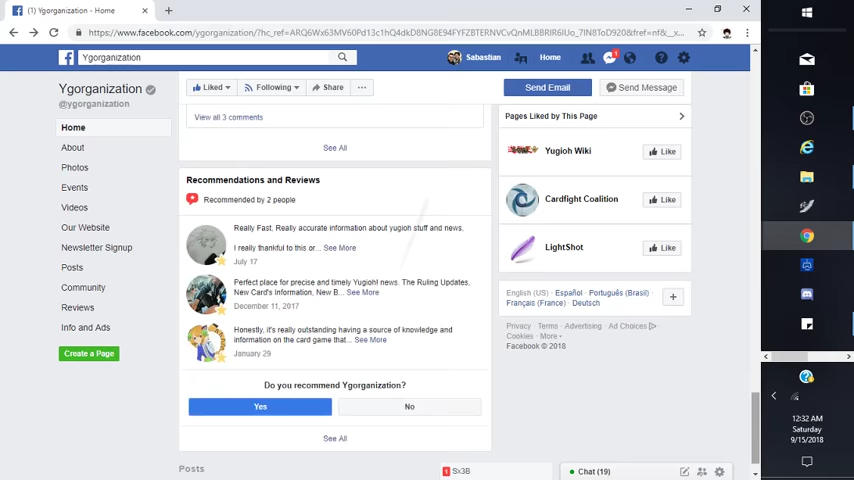 Ygorganization - Home
https://www.facebook.com/ygorganization/?hc_ref=
Ygorganization
Sabastian
Home
1
Ygorganization
@ygorganization
Liked
Following
Share
Send Email
Send Message
Home
About
Photos
Events
Videos
Our Website
Newsletter Signup
Posts
Community
Reviews
Info and Ads
Create a Page
View all 3 comments
See All
Recommendations and Reviews
Recommended by 2 people
Really Fast, Really accurate information about yugioh stuff and news.
I really thankful to this or... See More
July 17
Perfect place for precise and timely Yugioh! news. The Ruling Updates,
New Card's Information, New B... See More
December 11, 2017
Honestly, it's really outstanding having a source of knowledge and
information on the card game that... See More
January 29
Do you recommend Ygorganization?
Yes
No
See All
Posts
Pages Liked by This Page
Yugioh Wiki
Like
Cardfight Coalition
Like
LightShot
Like
English (US) · Español · Português (Brasil) ·
Français (France) · Deutsch
Privacy · Terms · Advertising · Ad Choices
Cookies · More
Facebook © 2018
1 Sx3B
Chat (19)
12:32 AM
Saturday
9/15/2018